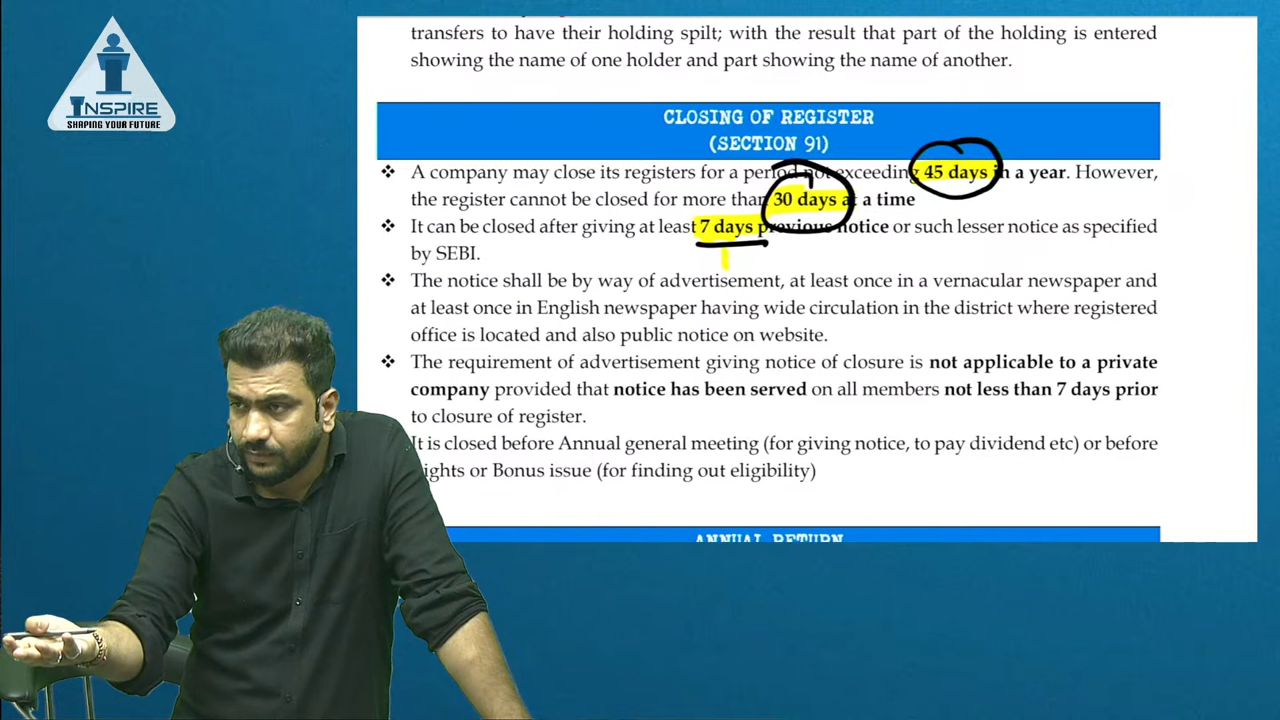 INSPIRE
SHAPING YOUR FUTURE
transfers to have their holding spilt; with the result that part of the holding is entered
showing the name of one holder and part showing the name of another.
CLOSING OF REGISTER
(SECTION 91)
❖ A company may close its registers for a period not exceeding 45 days in a year. However,
the register cannot be closed for more than 30 days at a time
❖ It can be closed after giving at least 7 days previous notice or such lesser notice as specified
by SEBI.
❖ The notice shall be by way of advertisement, at least once in a vernacular newspaper and
at least once in English newspaper having wide circulation in the district where registered
office is located and also public notice on website.
❖ The requirement of advertisement giving notice of closure is not applicable to a private
company provided that notice has been served on all members not less than 7 days prior
to closure of register.
It is closed before Annual general meeting (for giving notice, to pay dividend etc) or before
ights or Bonus issue (for finding out eligibility)
ANNUAL RETURN